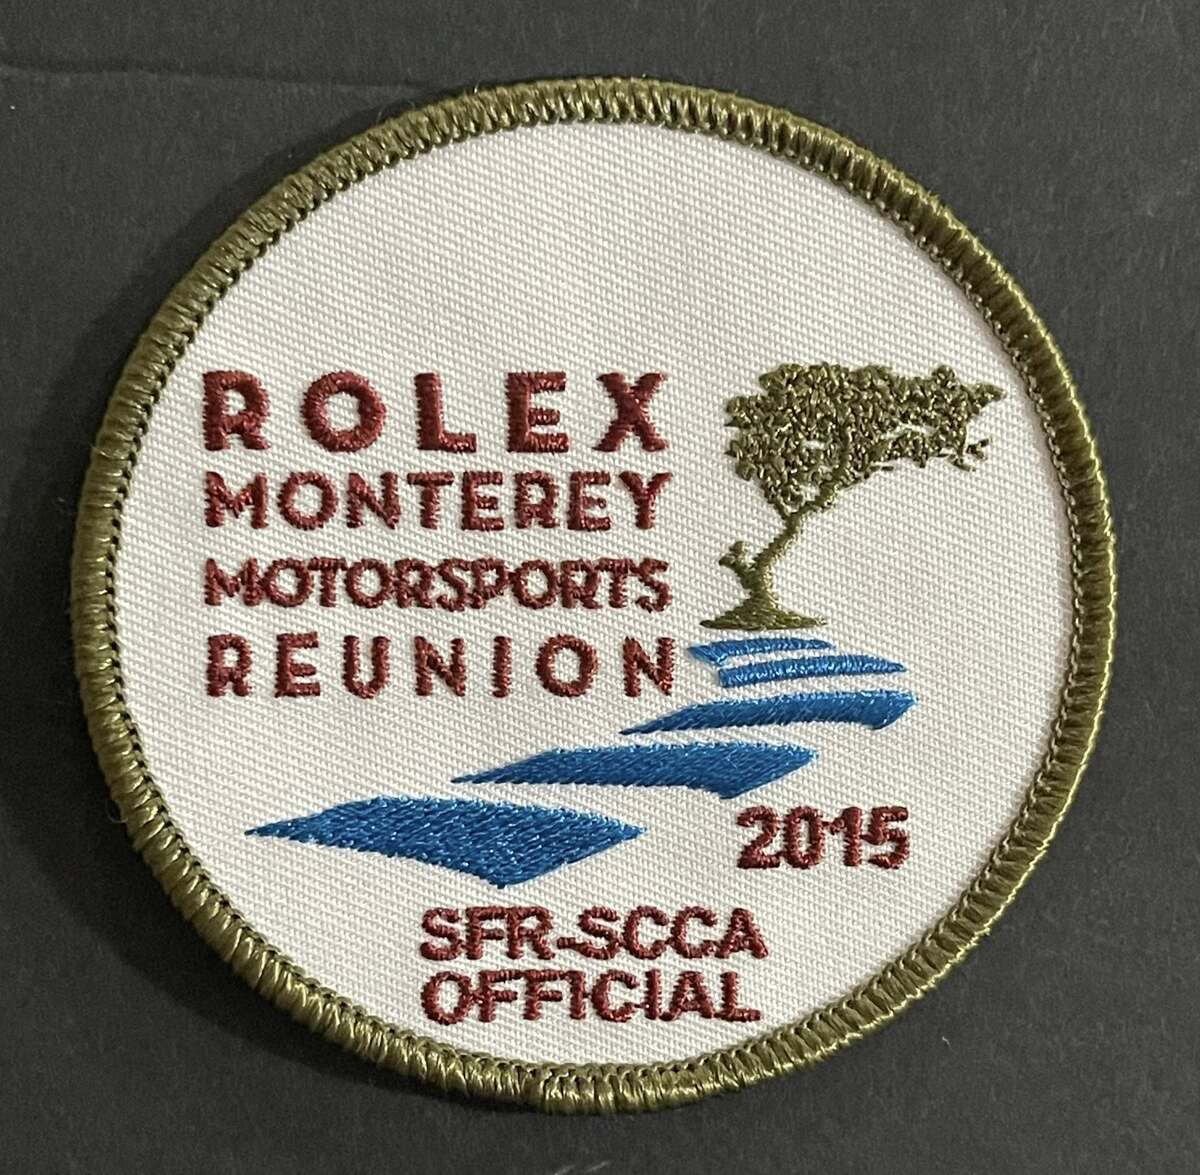 ROLEX
MONTEREY
MOTORSPORTS
REUNION
2015
SFR-SCCA
OFFICIAL